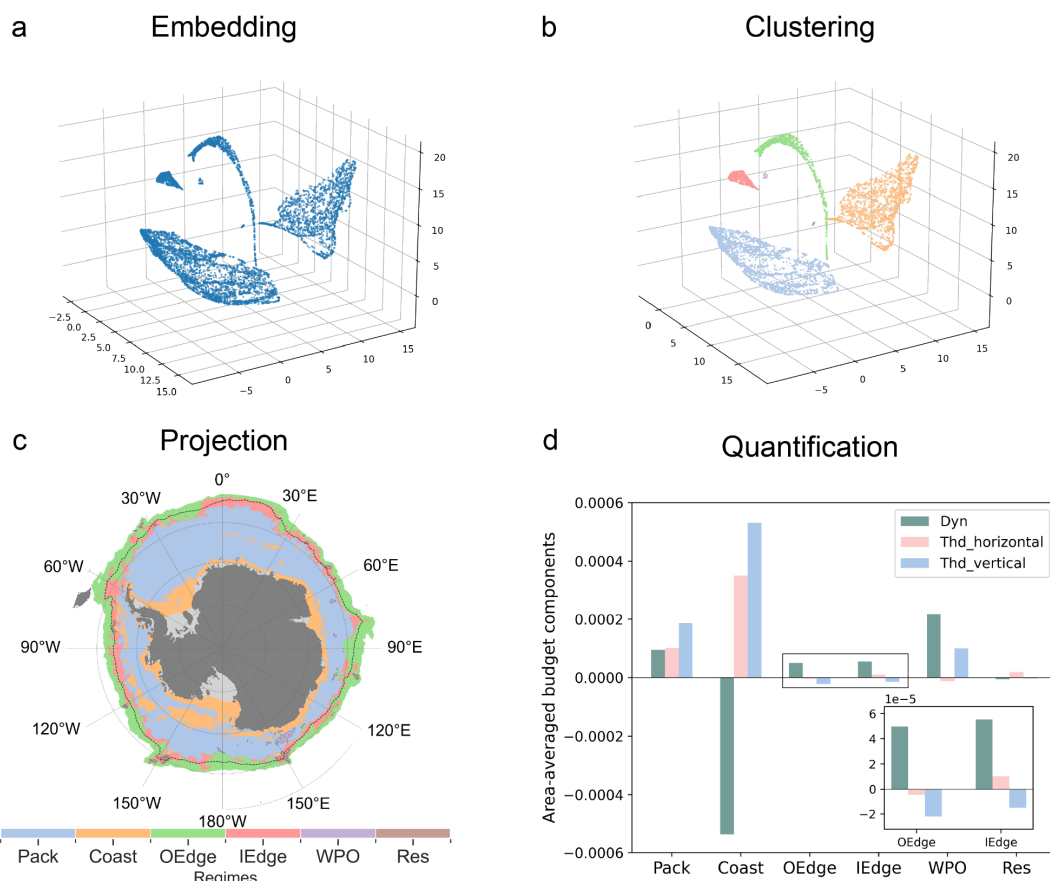 a
Embedding
20
15
10
5
0
−2.5
0.0
2.5
5.0
7.5
10.0
12.5
15.0
−5
0
5
10
15
b
Clustering
20
15
10
5
0
0
5
10
15
−5
0
5
10
15
c
Projection
0°
30°W
30°E
60°W
60°E
90°W
90°E
120°W
120°E
150°W
150°E
180°W
Pack Coast OEdge IEdge WPO Res
Regimes
d
Quantification
Area-averaged budget components
0.0006
0.0004
0.0002
0.0000
−0.0002
−0.0004
−0.0006
Dyn
Thd_horizontal
Thd_vertical
1e−5
6
4
2
0
−2
OEdge IEdge
Pack Coast OEdge IEdge WPO Res